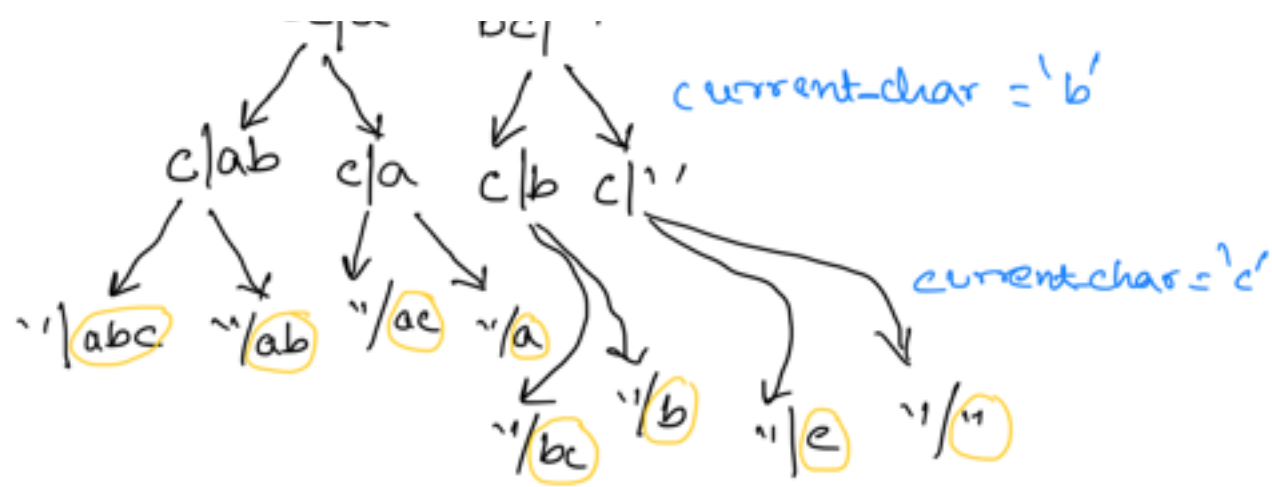 bc|
current_char = 'b'
c|ab c|a c|b c|''
current_char = 'c'
''|abc ''/ab ''/ac ''/a
''/bc ''/b ''|c ''/''